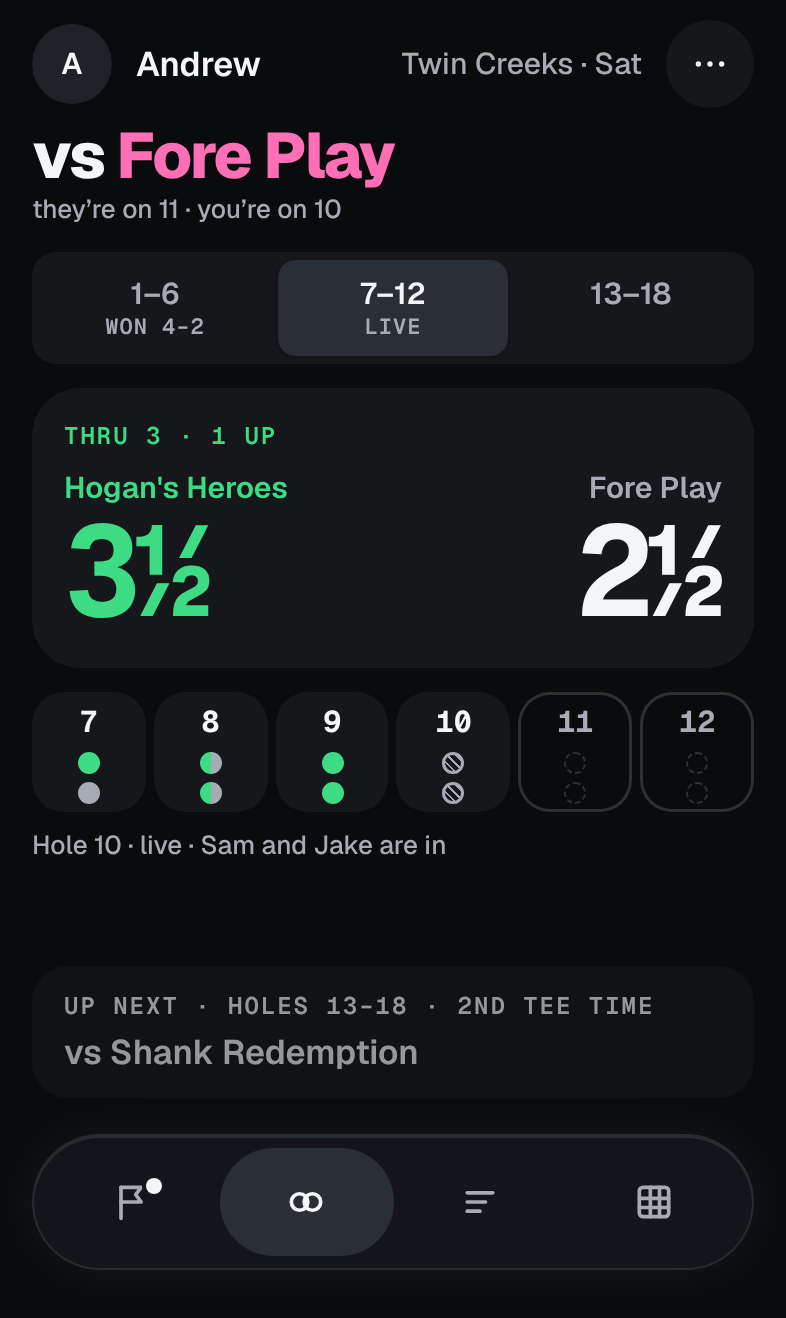 A Andrew Twin Creeks · Sat ···
vs Fore Play
they’re on 11 · you’re on 10
1–6 7–12 13–18
WON 4–2 LIVE
THRU 3 · 1 UP
Hogan's Heroes Fore Play
3½ 2½
7 8 9 10 11 12
Hole 10 · live · Sam and Jake are in
UP NEXT · HOLES 13–18 · 2ND TEE TIME
vs Shank Redemption